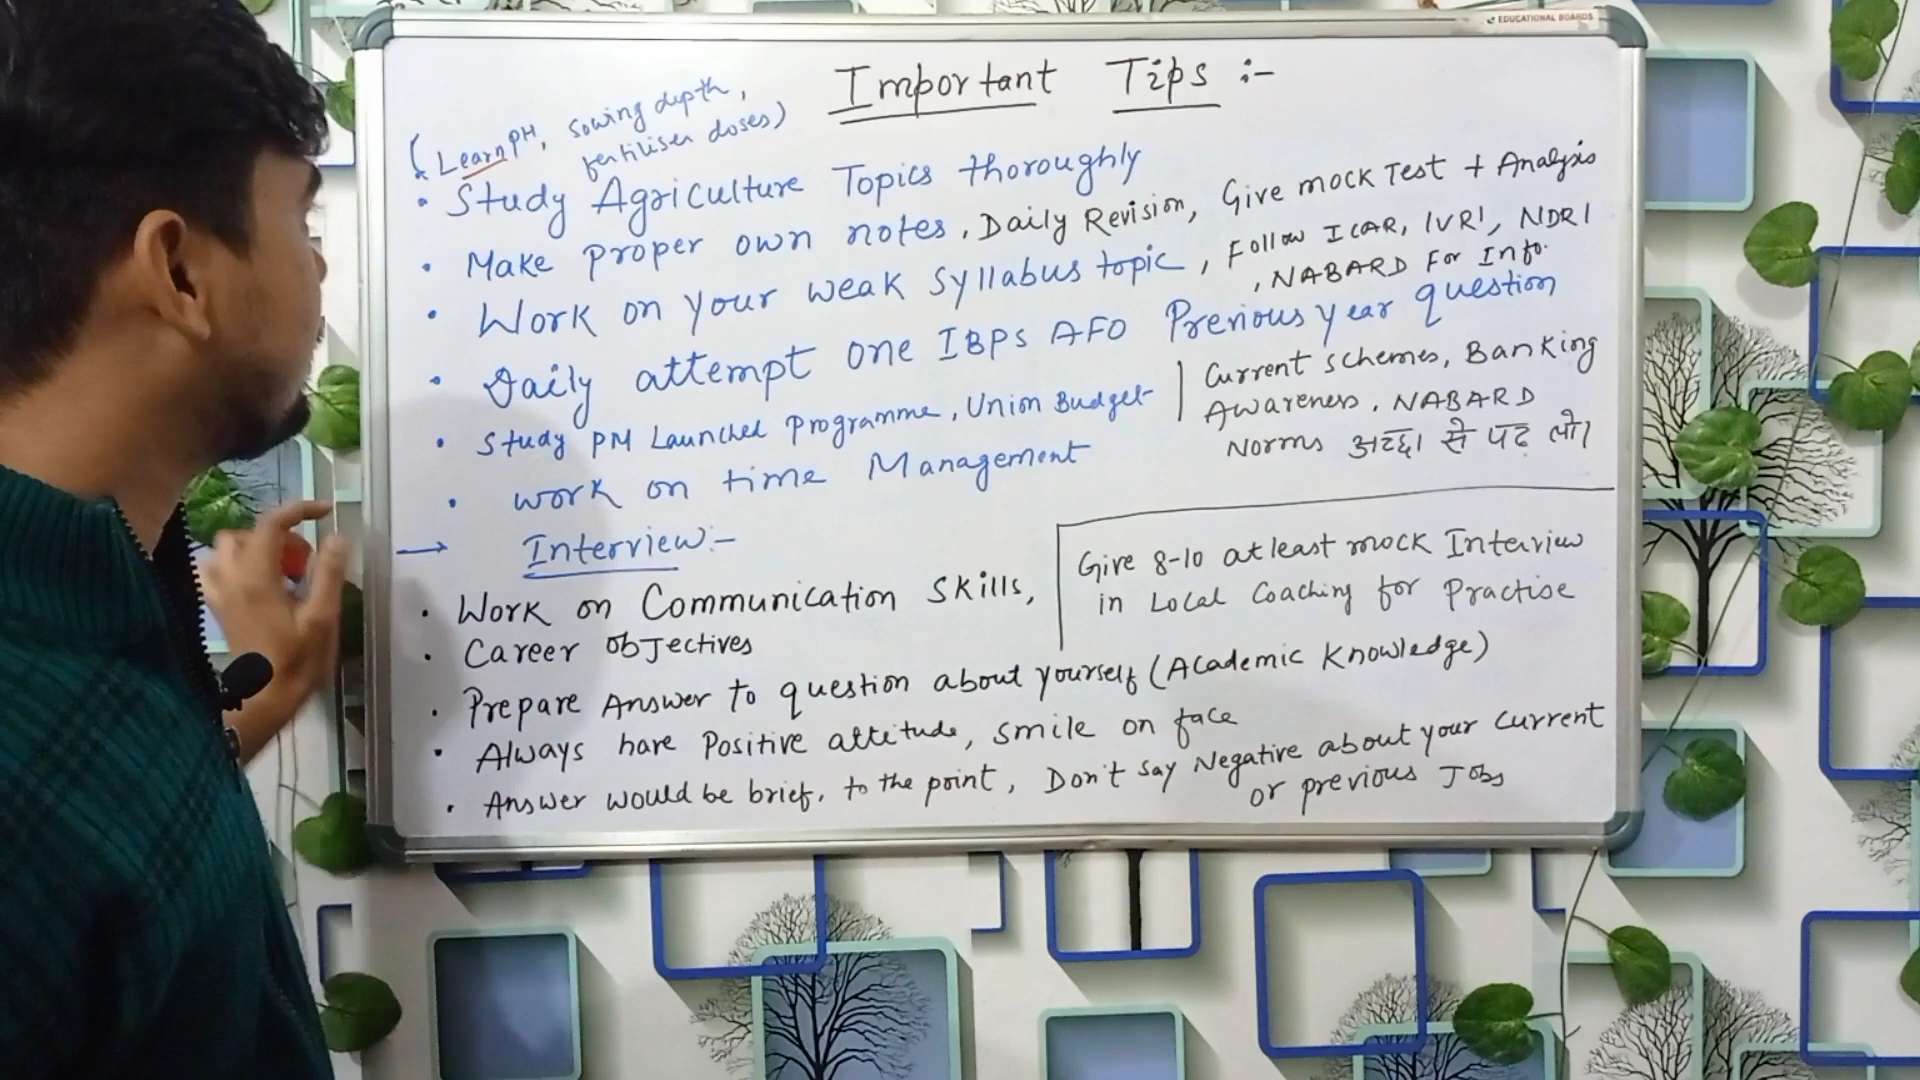 EDUCATIONAL BOARDS
Important Tips :-
(Learn PH, sowing depth,
fertiliser doses)
• Study Agriculture Topics thoroughly
• Make proper own notes, Daily Revision, Give mock Test + Analysis
• Work on your weak syllabus topic, Follow ICAR, IVRI, NDRI
, NABARD For Info.
• Daily attempt one IBPS AFO Previous year question
• Study PM Launched Programme, Union Budget
Current schemes, Banking
Awareness, NABARD
Norms अच्छा से पढ़ लो।
• work on time Management
→ Interview:-
Give 8-10 atleast mock Interview
in Local Coaching for Practise
• Work on Communication Skills,
• Career objectives
• Prepare Answer to question about yourself (Academic Knowledge)
• Always have Positive attitude, smile on face
• Answer would be brief, to the point, Don't say Negative about your current
or previous Jobs